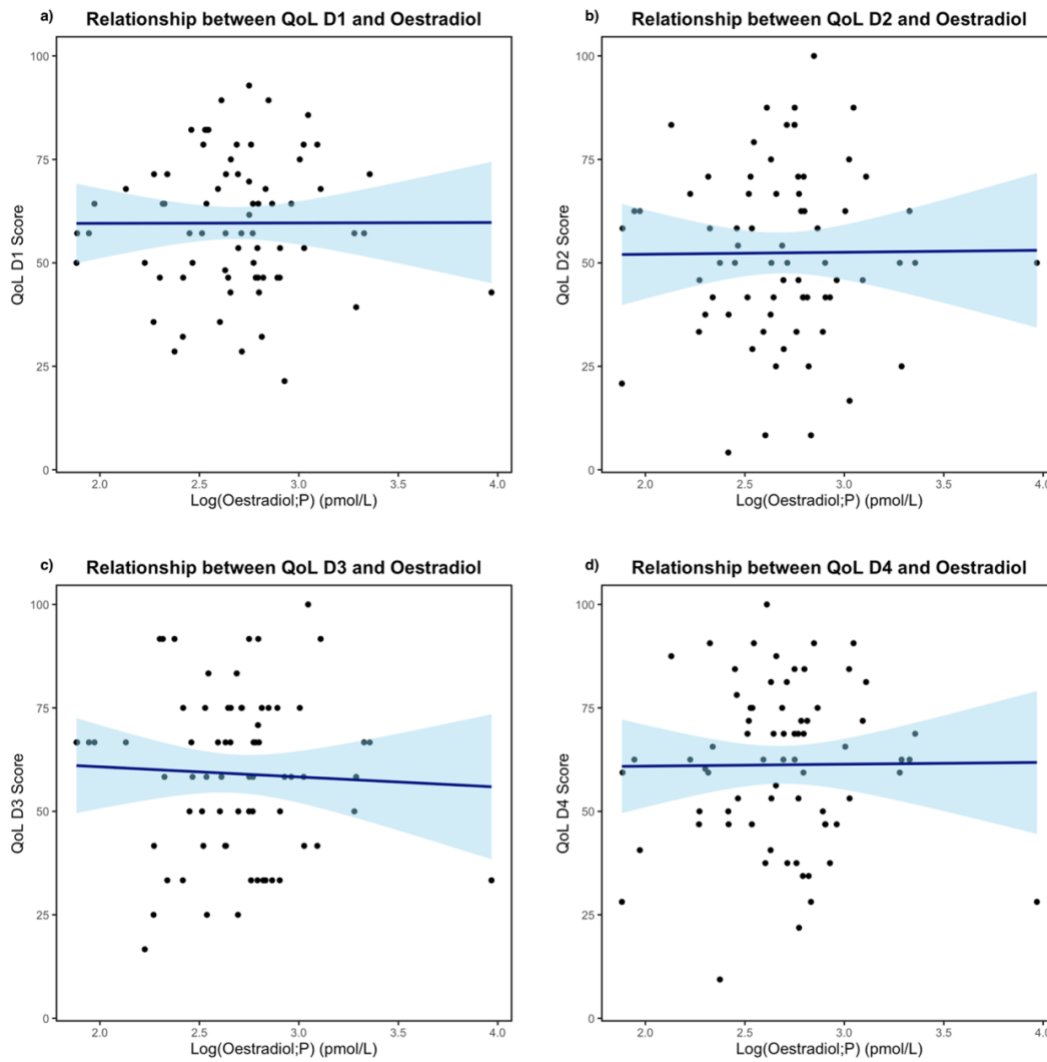 a) Relationship between QoL D1 and Oestradiol
100
75
50
25
0
QoL D1 Score
2.0 2.5 3.0 3.5 4.0
Log(Oestradiol;P) (pmol/L)
b) Relationship between QoL D2 and Oestradiol
100
75
50
25
0
QoL D2 Score
2.0 2.5 3.0 3.5 4.0
Log(Oestradiol;P) (pmol/L)
c) Relationship between QoL D3 and Oestradiol
100
75
50
25
0
QoL D3 Score
2.0 2.5 3.0 3.5 4.0
Log(Oestradiol;P) (pmol/L)
d) Relationship between QoL D4 and Oestradiol
100
75
50
25
0
QoL D4 Score
2.0 2.5 3.0 3.5 4.0
Log(Oestradiol;P) (pmol/L)